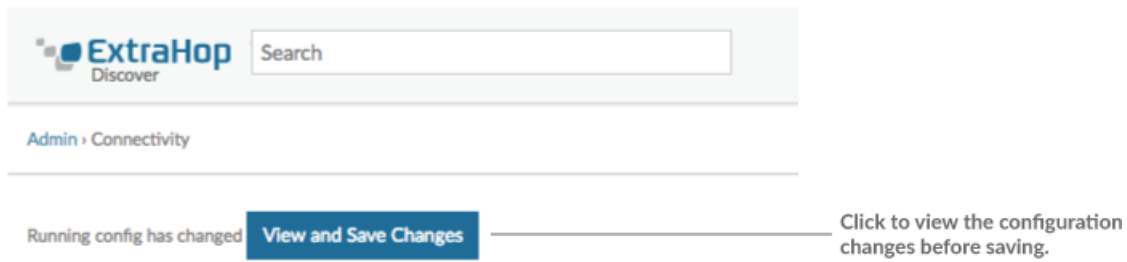 ExtraHop
Discover
Search
Admin › Connectivity
Running config has changed View and Save Changes
Click to view the configuration
changes before saving.